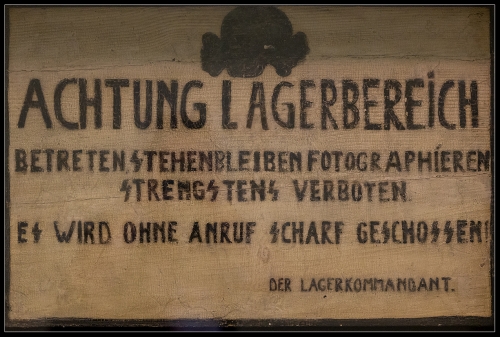 ACHTUNG LAGERBEREICH
BETRETEN, STEHENBLEIBEN FOTOGRAPHIEREN
STRENGSTENS VERBOTEN.
ES WIRD OHNE ANRUF SCHARF GESCHOSSEN!
DER LAGERKOMMANDANT.